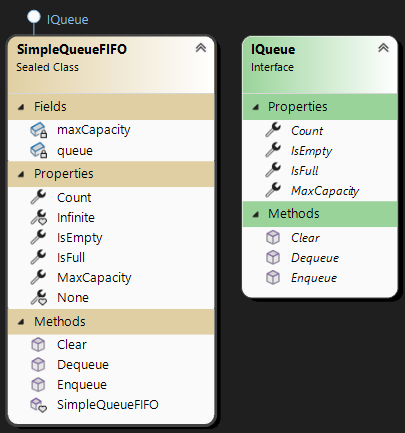 IQueue
SimpleQueueFIFO
Sealed Class
Fields
maxCapacity
queue
Properties
Count
Infinite
IsEmpty
IsFull
MaxCapacity
None
Methods
Clear
Dequeue
Enqueue
SimpleQueueFIFO
IQueue
Interface
Properties
Count
IsEmpty
IsFull
MaxCapacity
Methods
Clear
Dequeue
Enqueue